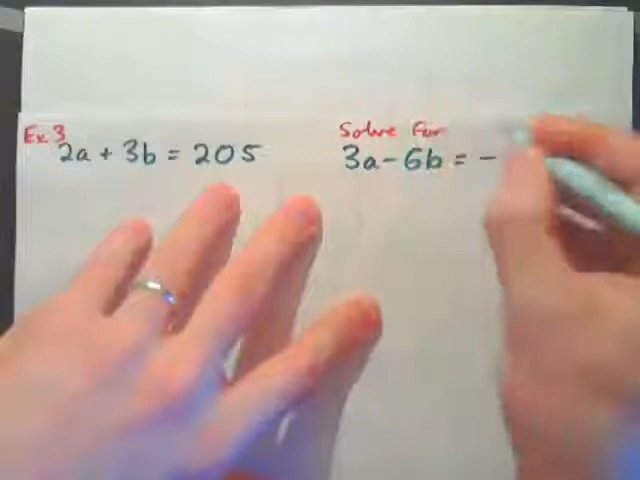 Ex 3
2a + 3b = 205
Solve For
3a - 6b = -